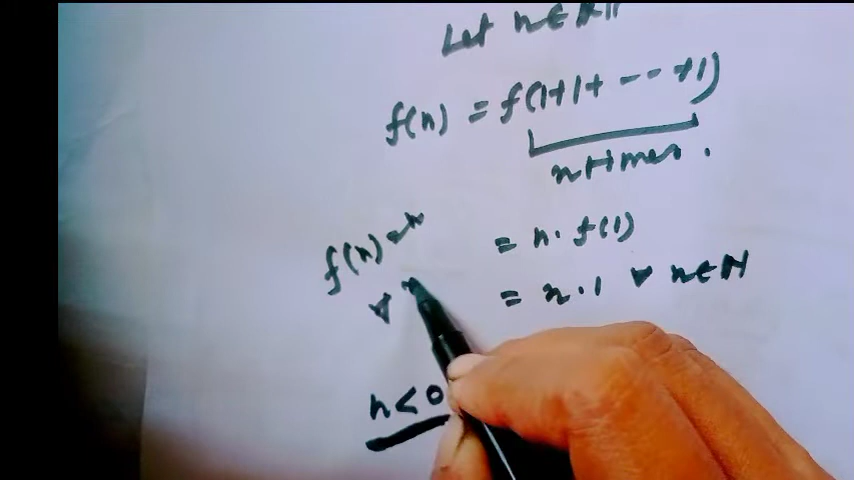 Let n∈
f(n) = f(1+1+ --- +1)
n times.
= n. f(1)
f(n) = n
= n.1 ∀ n∈N
∀ n
n<0